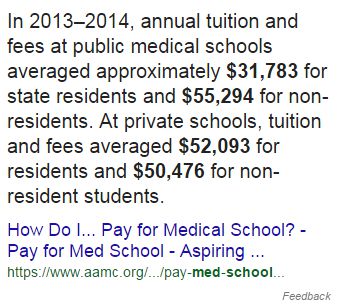 In 2013–2014, annual tuition and
fees at public medical schools
averaged approximately $31,783 for
state residents and $55,294 for non-
residents. At private schools, tuition
and fees averaged $52,093 for
residents and $50,476 for non-
resident students.
How Do I... Pay for Medical School? -
Pay for Med School - Aspiring ...
https://www.aamc.org/.../pay-med-school...
Feedback